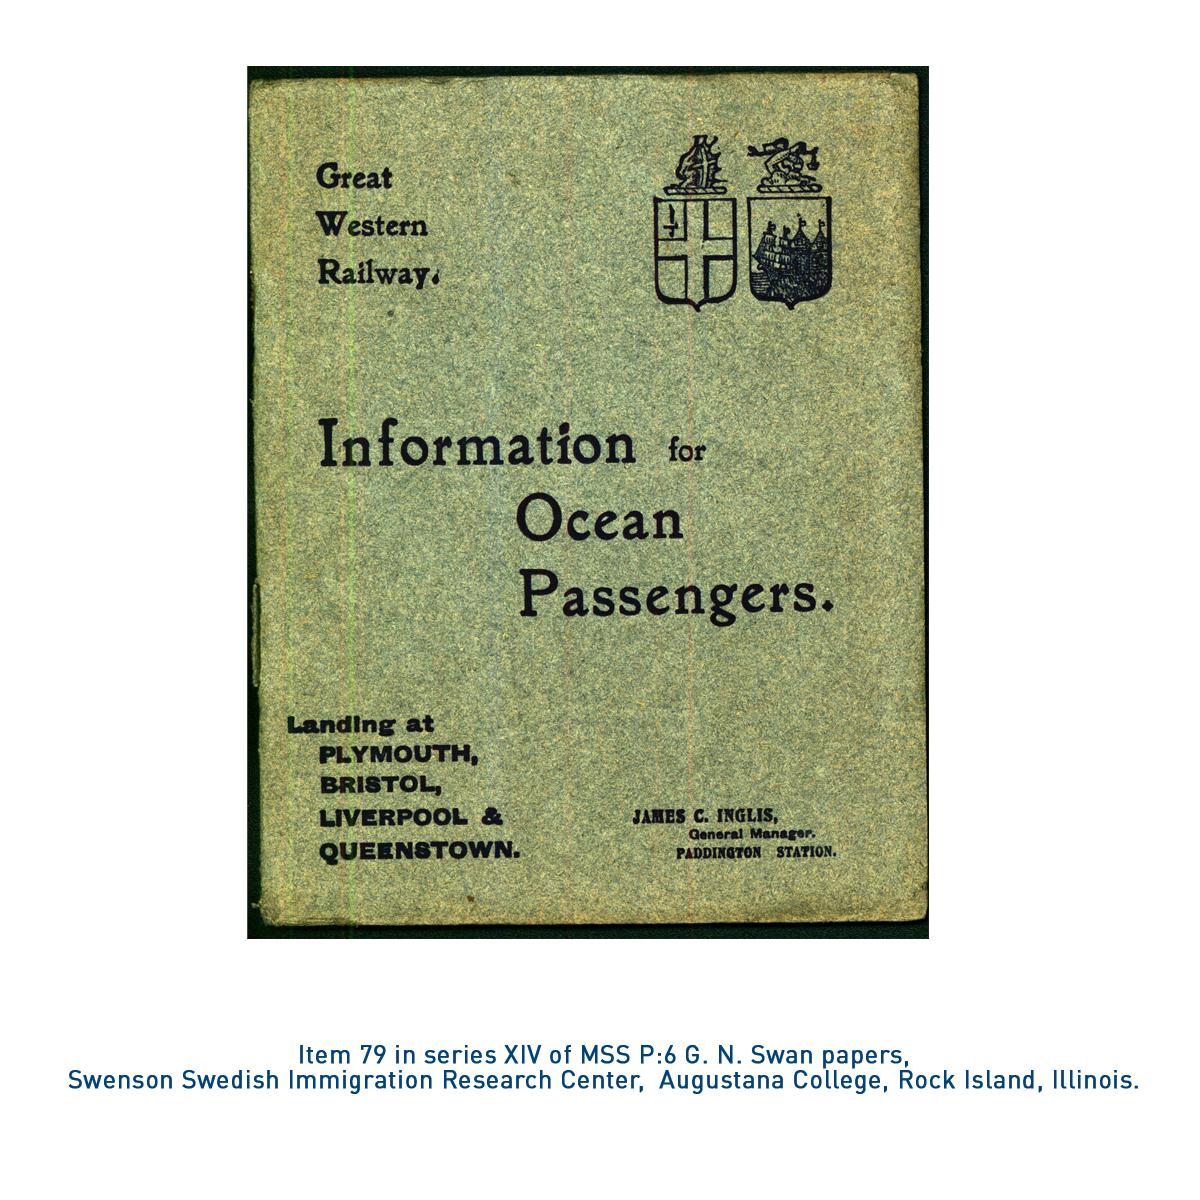 Great
Western
Railway.
Information for
Ocean
Passengers.
Landing at
PLYMOUTH,
BRISTOL,
LIVERPOOL &
QUEENSTOWN.
JAMES C. INGLIS,
General Manager.
PADDINGTON STATION.
Item 79 in series XIV of MSS P:6 G. N. Swan papers,
Swenson Swedish Immigration Research Center, Augustana College, Rock Island, Illinois.